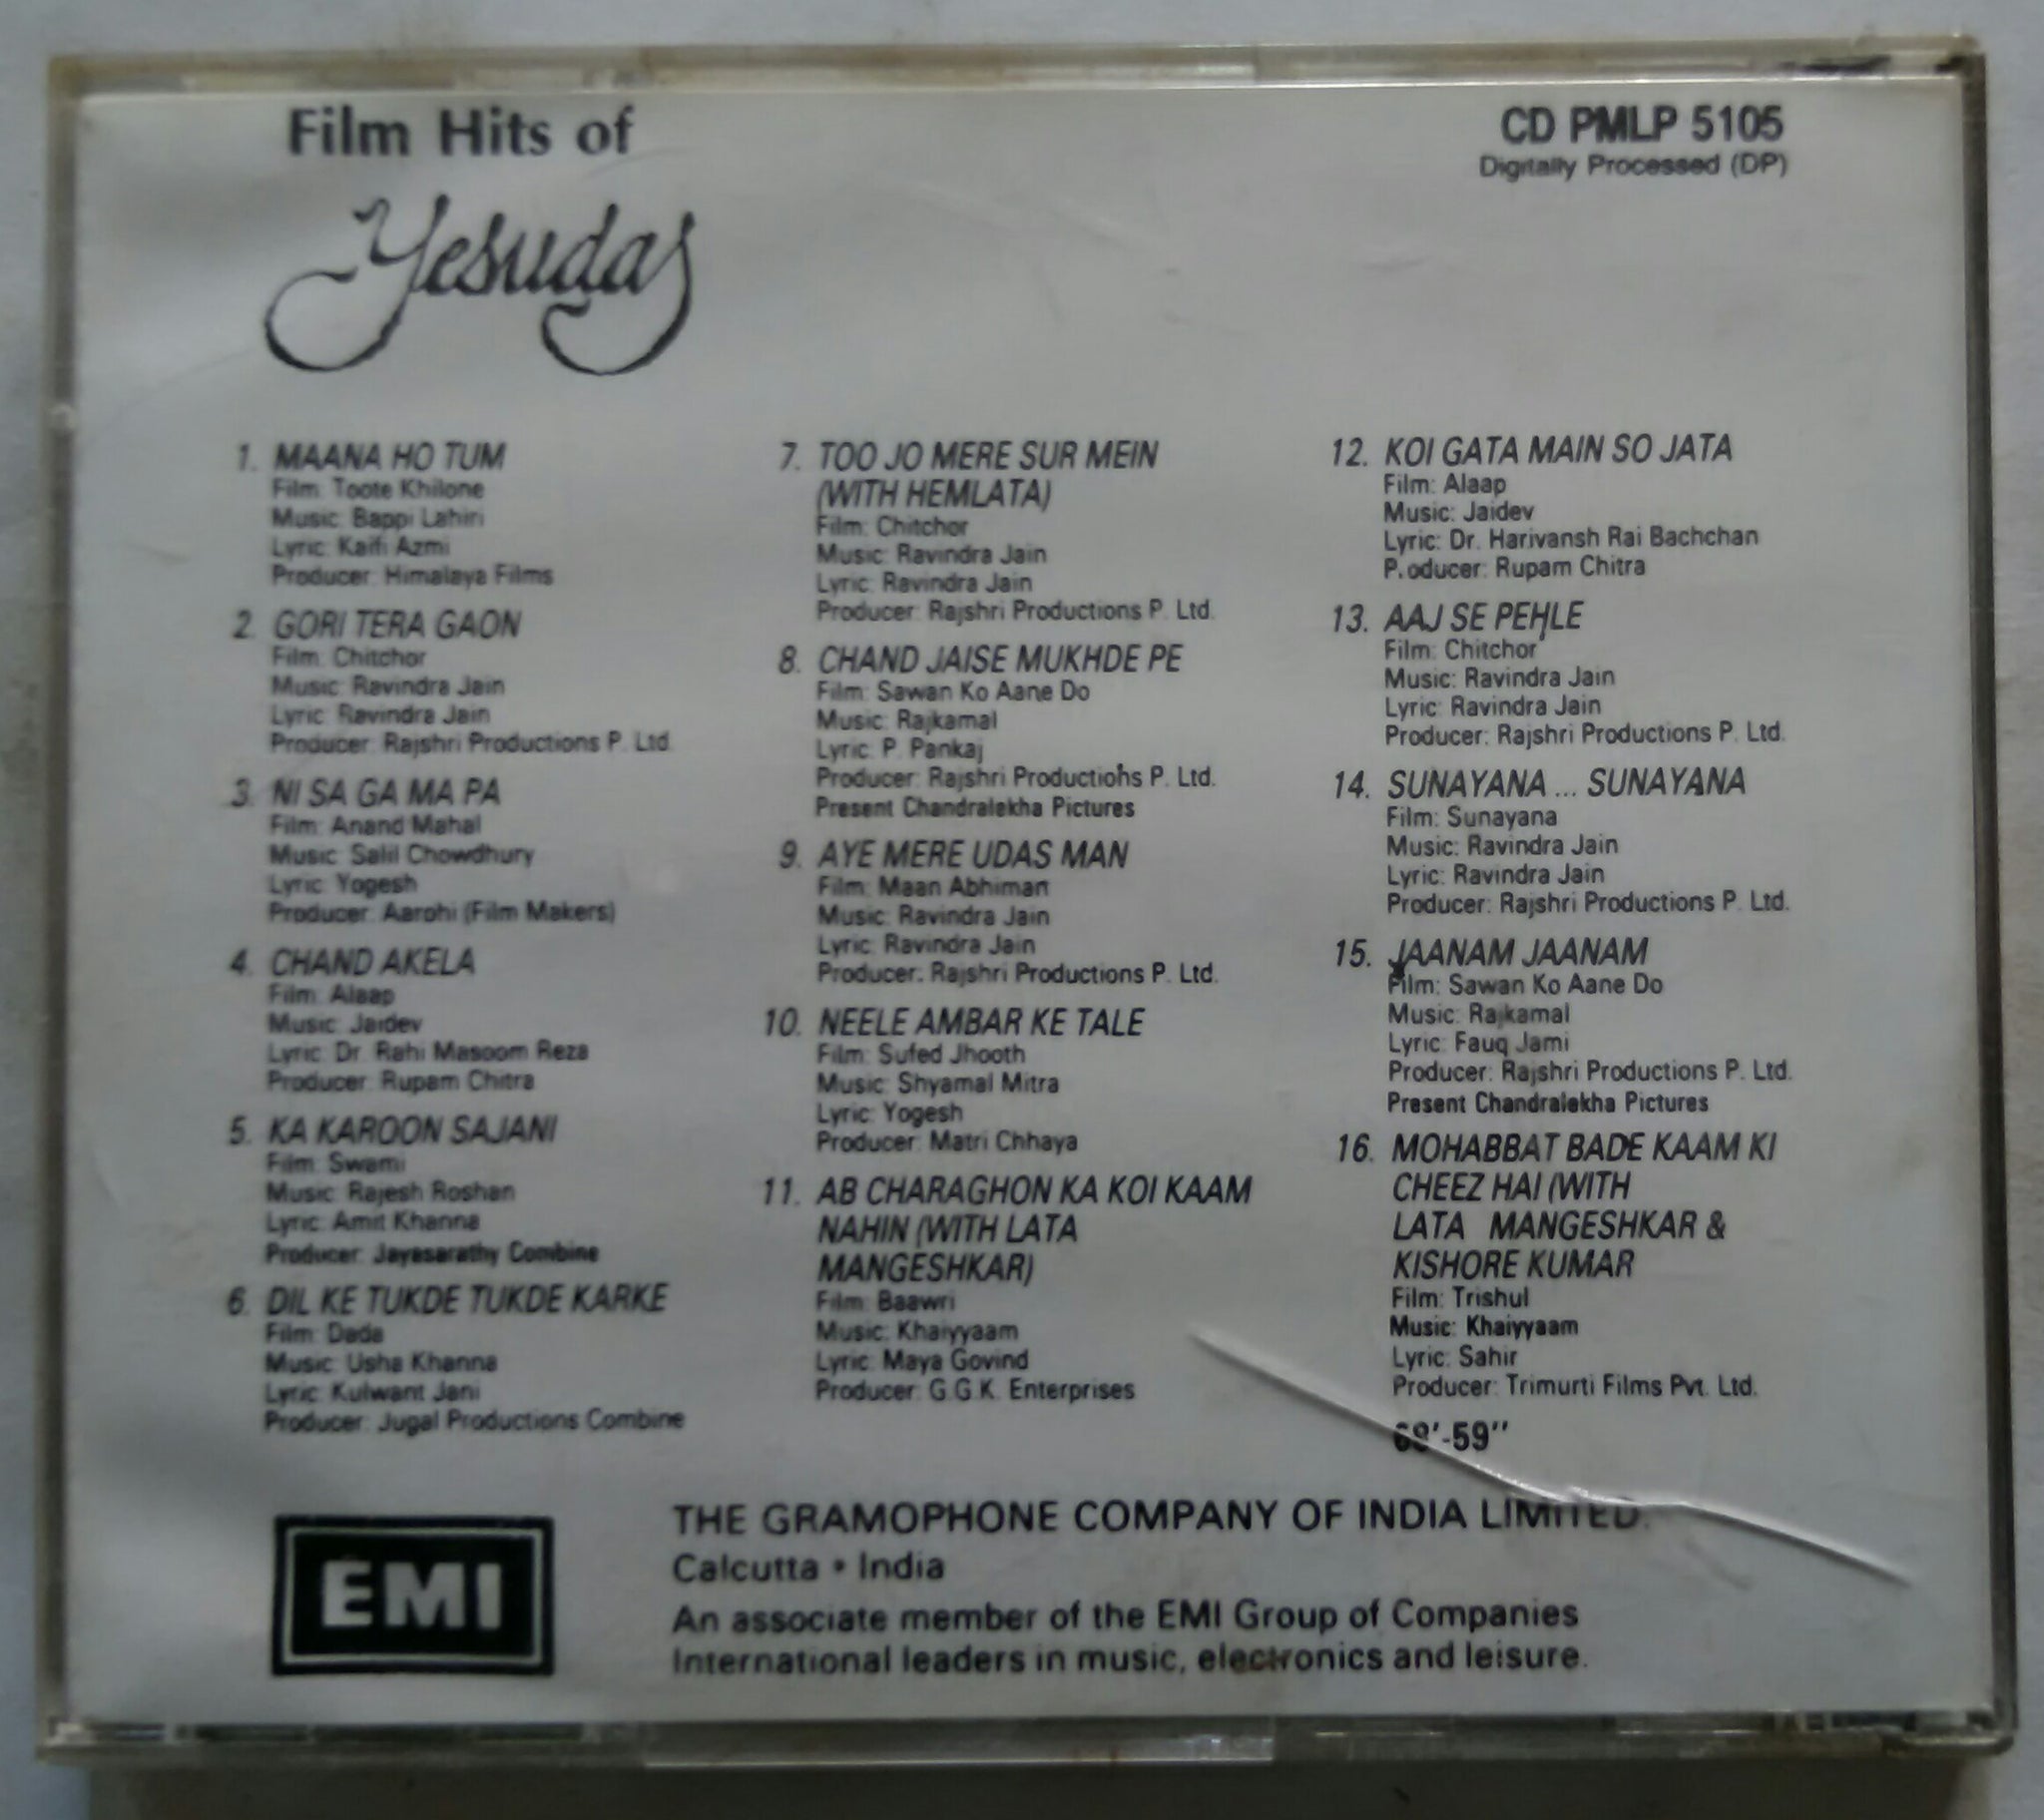 Film Hits of
Yesudas
CD PMLP 5105
Digitally Processed (DP)
1. MAANA HO TUM
Film: Toote Khilone
Music: Bappi Lahiri
Lyric: Kaifi Azmi
Producer: Himalaya Films
2. GORI TERA GAON
Film: Chitchor
Music: Ravindra Jain
Lyric: Ravindra Jain
Producer: Rajshri Productions P. Ltd.
3. NI SA GA MA PA
Film: Anand Mahal
Music: Salil Chowdhury
Lyric: Yogesh
Producer: Aarohi (Film Makers)
4. CHAND AKELA
Film: Alaap
Music: Jaidev
Lyric: Dr. Rahi Masoom Reza
Producer: Rupam Chitra
5. KA KAROON SAJANI
Film: Swami
Music: Rajesh Roshan
Lyric: Amit Khanna
Producer: Jayasarathy Combine
6. DIL KE TUKDE TUKDE KARKE
Film: Dada
Music: Usha Khanna
Lyric: Kulwant Jani
Producer: Jugal Productions Combine
7. TOO JO MERE SUR MEIN
(WITH HEMLATA)
Film: Chitchor
Music: Ravindra Jain
Lyric: Ravindra Jain
Producer: Rajshri Productions P. Ltd.
8. CHAND JAISE MUKHDE PE
Film: Sawan Ko Aane Do
Music: Rajkamal
Lyric: P. Pankaj
Producer: Rajshri Productions P. Ltd.
Present Chandralekha Pictures
9. AYE MERE UDAS MAN
Film: Maan Abhiman
Music: Ravindra Jain
Lyric: Ravindra Jain
Producer: Rajshri Productions P. Ltd.
10. NEELE AMBAR KE TALE
Film: Sufed Jhooth
Music: Shyamal Mitra
Lyric: Yogesh
Producer: Matri Chhaya
11. AB CHARAGHON KA KOI KAAM
NAHIN (WITH LATA
MANGESHKAR)
Film: Baawri
Music: Khaiyyaam
Lyric: Maya Govind
Producer: G.G.K. Enterprises
12. KOI GATA MAIN SO JATA
Film: Alaap
Music: Jaidev
Lyric: Dr. Harivansh Rai Bachchan
P.oducer: Rupam Chitra
13. AAJ SE PEHLE
Film: Chitchor
Music: Ravindra Jain
Lyric: Ravindra Jain
Producer: Rajshri Productions P. Ltd.
14. SUNAYANA ... SUNAYANA
Film: Sunayana
Music: Ravindra Jain
Lyric: Ravindra Jain
Producer: Rajshri Productions P. Ltd.
15. JAANAM JAANAM
Film: Sawan Ko Aane Do
Music: Rajkamal
Lyric: Fauq Jami
Producer: Rajshri Productions P. Ltd.
Present Chandralekha Pictures
16. MOHABBAT BADE KAAM KI
CHEEZ HAI (WITH
LATA MANGESHKAR &
KISHORE KUMAR
Film: Trishul
Music: Khaiyyaam
Lyric: Sahir
Producer: Trimurti Films Pvt. Ltd.
EMI
THE GRAMOPHONE COMPANY OF INDIA LIMITED.
Calcutta • India
An associate member of the EMI Group of Companies
International leaders in music, electronics and leisure.